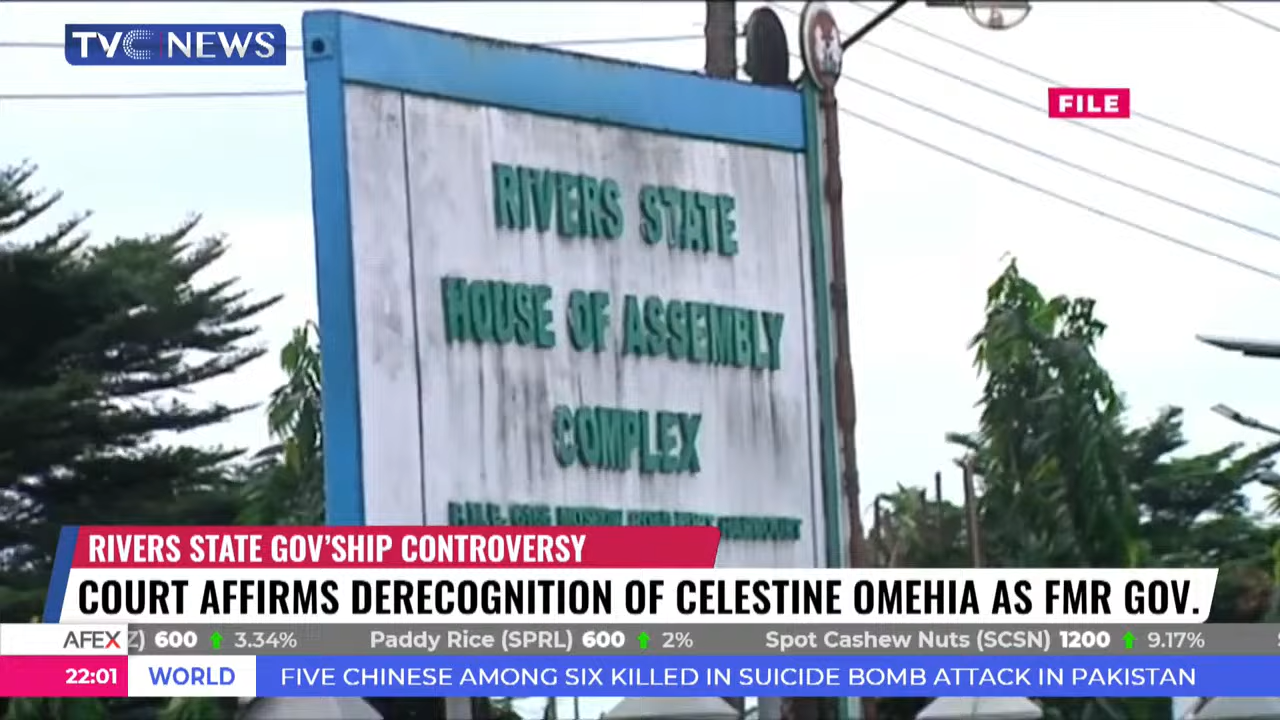 TVC NEWS
FILE
RIVERS STATE
HOUSE OF ASSEMBLY
COMPLEX
RIVERS STATE GOV'SHIP CONTROVERSY
COURT AFFIRMS DERECOGNITION OF CELESTINE OMEHIA AS FMR GOV.
AFEX Z) 600 3.34% Paddy Rice (SPRL) 600 2% Spot Cashew Nuts (SCSN) 1200 9.17%
22:01 WORLD FIVE CHINESE AMONG SIX KILLED IN SUICIDE BOMB ATTACK IN PAKISTAN